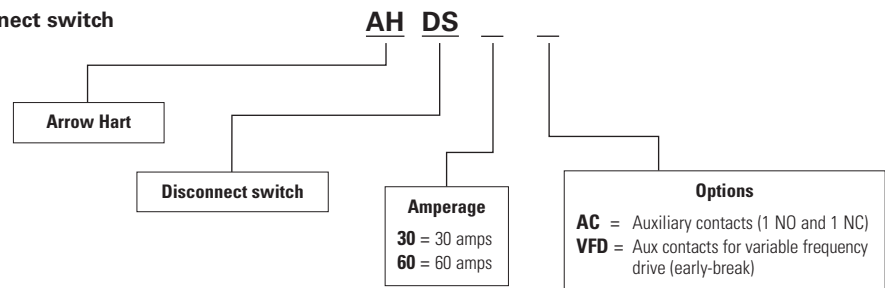 AH DS _ _
Arrow Hart
Disconnect switch
Amperage
30 = 30 amps
60 = 60 amps
Options
AC = Auxiliary contacts (1 NO and 1 NC)
VFD = Aux contacts for variable frequency
drive (early-break)
switch